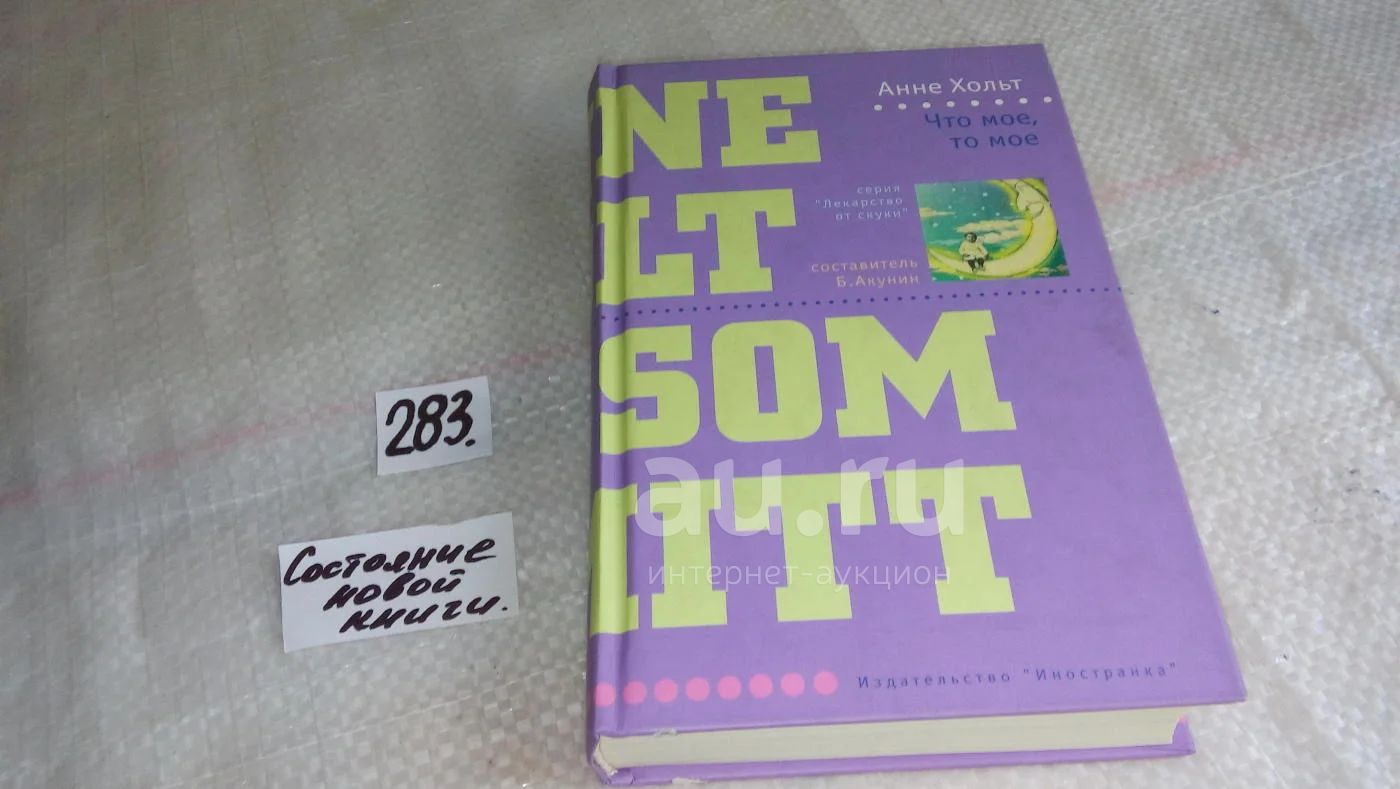 NE
LT
SOM
ITT
Анне Хольт
Что мое,
то мое
серия
"Лекарство
от скуки"
составитель
Б.Акунин
Издательство "Иностранка"
283.
Состояние
новой
книги.
au.ru
интернет-аукцион